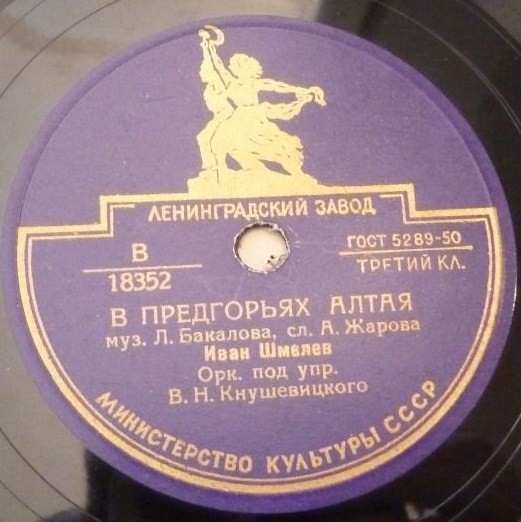 ЛЕНИНГРАДСКИЙ ЗАВОД
В
18352
ГОСТ 5289-50
ТРЕТИЙ КЛ.
В ПРЕДГОРЬЯХ АЛТАЯ
муз. Л. Бакалова, сл. А. Жарова
Иван Шмелев
Орк. под упр.
В. Н. Кнушевицкого
МИНИСТЕРСТВО КУЛЬТУРЫ СССР